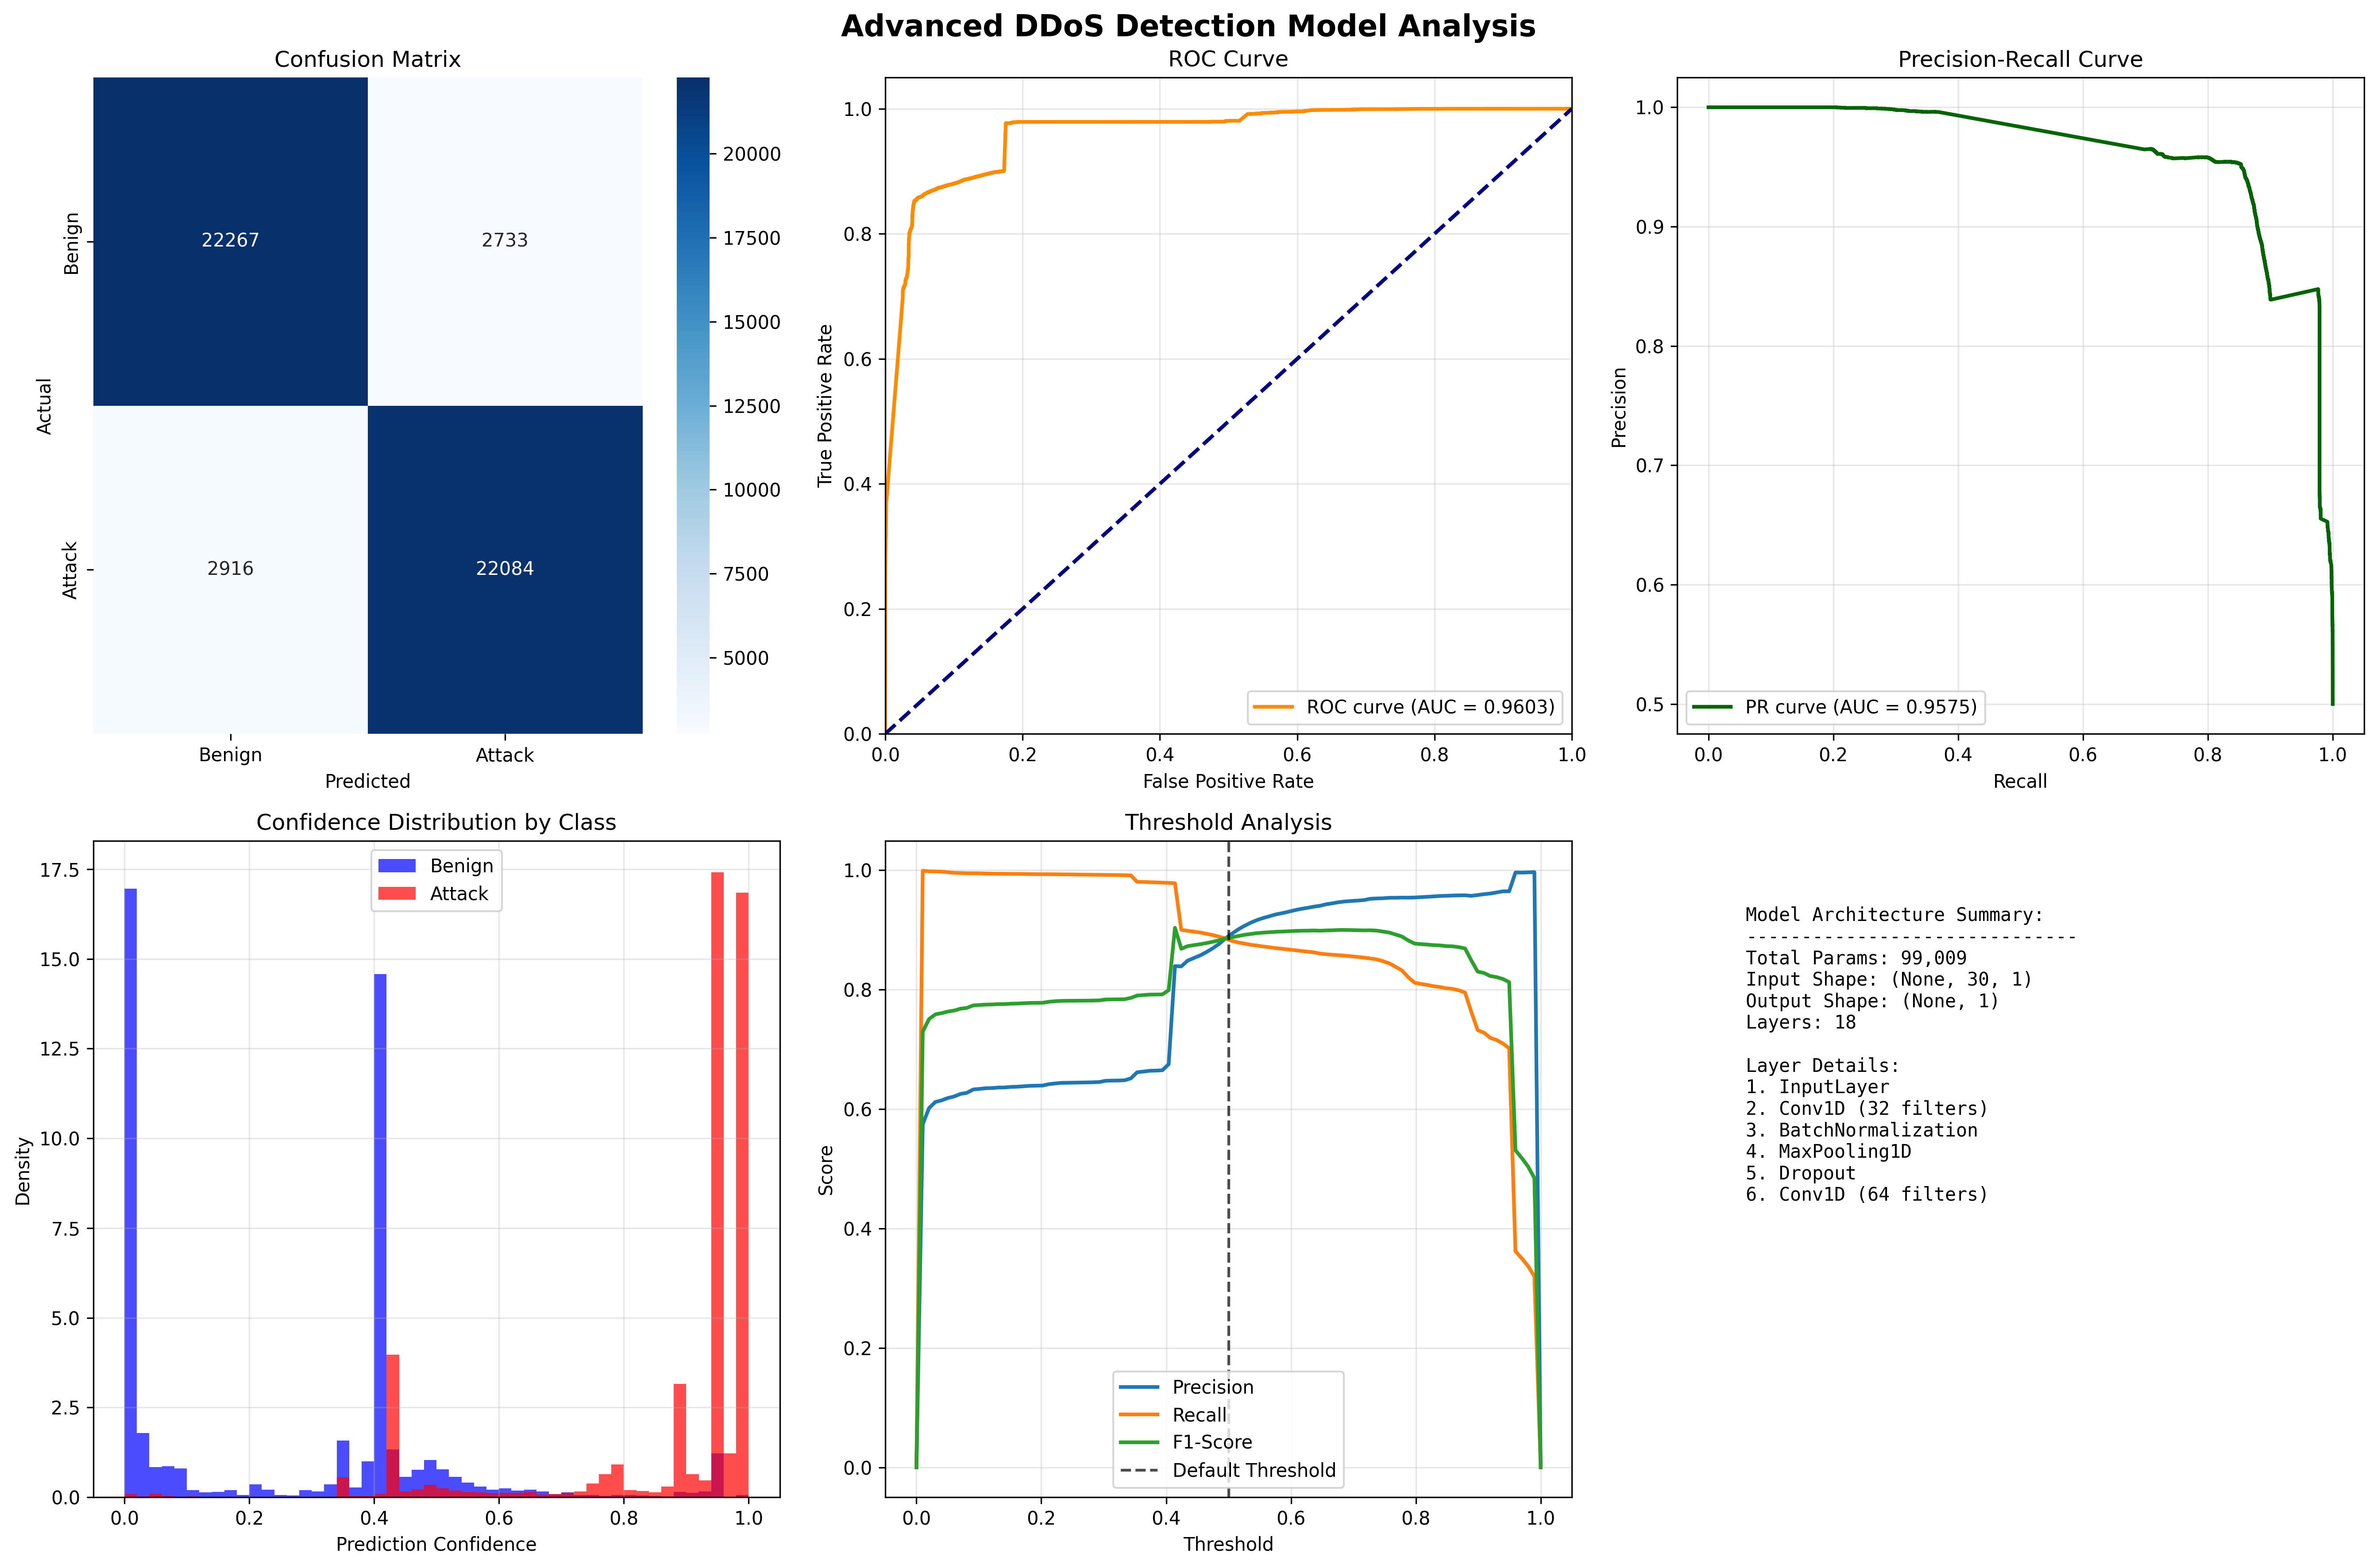 Advanced DDoS Detection Model Analysis
Confusion Matrix
Actual
Benign
Attack
22267
2733
2916
22084
Benign
Attack
Predicted
20000
17500
15000
12500
10000
7500
5000
ROC Curve
True Positive Rate
1.0
0.8
0.6
0.4
0.2
0.0
0.0
0.2
0.4
0.6
0.8
1.0
ROC curve (AUC = 0.9603)
False Positive Rate
Precision-Recall Curve
Precision
1.0
0.9
0.8
0.7
0.6
0.5
PR curve (AUC = 0.9575)
0.0
0.2
0.4
0.6
0.8
1.0
Recall
Confidence Distribution by Class
Density
17.5
15.0
12.5
10.0
7.5
5.0
2.5
0.0
Benign
Attack
0.0
0.2
0.4
0.6
0.8
1.0
Prediction Confidence
Threshold Analysis
Score
1.0
0.8
0.6
0.4
0.2
0.0
Precision
Recall
F1-Score
Default Threshold
0.0
0.2
0.4
0.6
0.8
1.0
Threshold
Model Architecture Summary:
------------------------------
Total Params: 99,009
Input Shape: (None, 30, 1)
Output Shape: (None, 1)
Layers: 18
Layer Details:
1. InputLayer
2. Conv1D (32 filters)
3. BatchNormalization
4. MaxPooling1D
5. Dropout
6. Conv1D (64 filters)